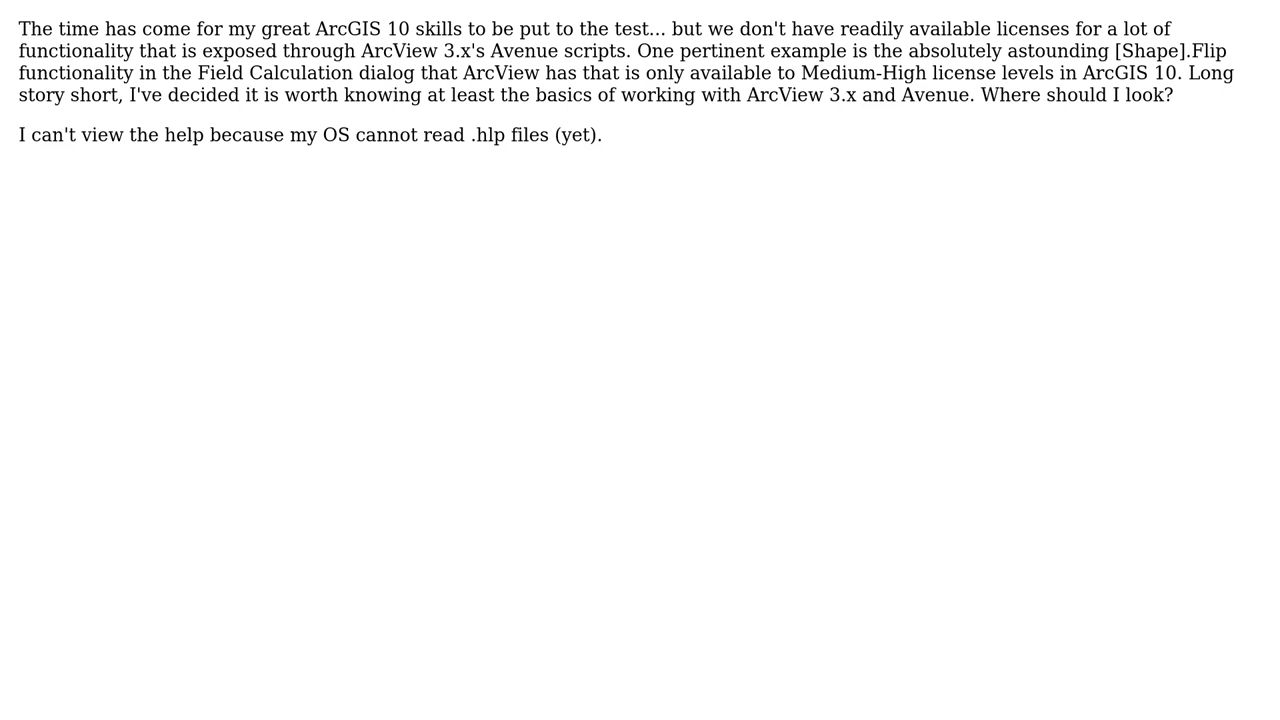 The time has come for my great ArcGIS 10 skills to be put to the test... but we don't have readily available licenses for a lot of
functionality that is exposed through ArcView 3.x's Avenue scripts. One pertinent example is the absolutely astounding [Shape].Flip
functionality in the Field Calculation dialog that ArcView has that is only available to Medium-High license levels in ArcGIS 10. Long
story short, I've decided it is worth knowing at least the basics of working with ArcView 3.x and Avenue. Where should I look?
I can't view the help because my OS cannot read .hlp files (yet).